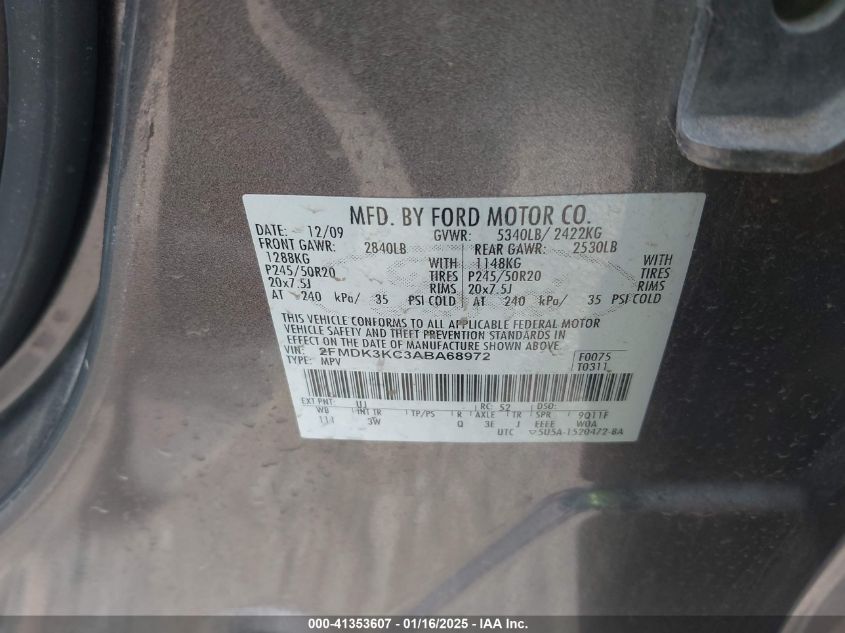 MFD. BY FORD MOTOR CO.
DATE: 12/09 GVWR: 5340LB/ 2422KG
FRONT GAWR: 2840LB REAR GAWR: 2530LB
1288KG WITH 1148KG WITH
P245/50R20 TIRES P245/50R20 TIRES
20x7.5J RIMS 20x7.5J RIMS
AT 240 kPa/ 35 PSI COLD AT 240 kPa/ 35 PSI COLD
THIS VEHICLE CONFORMS TO ALL APPLICABLE FEDERAL MOTOR
VEHICLE SAFETY AND THEFT PREVENTION STANDARDS IN
EFFECT ON THE DATE OF MANUFACTURE SHOWN ABOVE.
VIN: 2FMDK3KC3ABA68972 F0075
TYPE: MPV T0311
EXT PNT: UJ RC: 52 DSO:
WB INT TR TP/PS R AXLE TR SPR 9Q11F
111 3W Q 3E J EEEE W0A
UTC ▽5U5A-1520472-BA
000-41353607 - 01/16/2025 - IAA Inc.